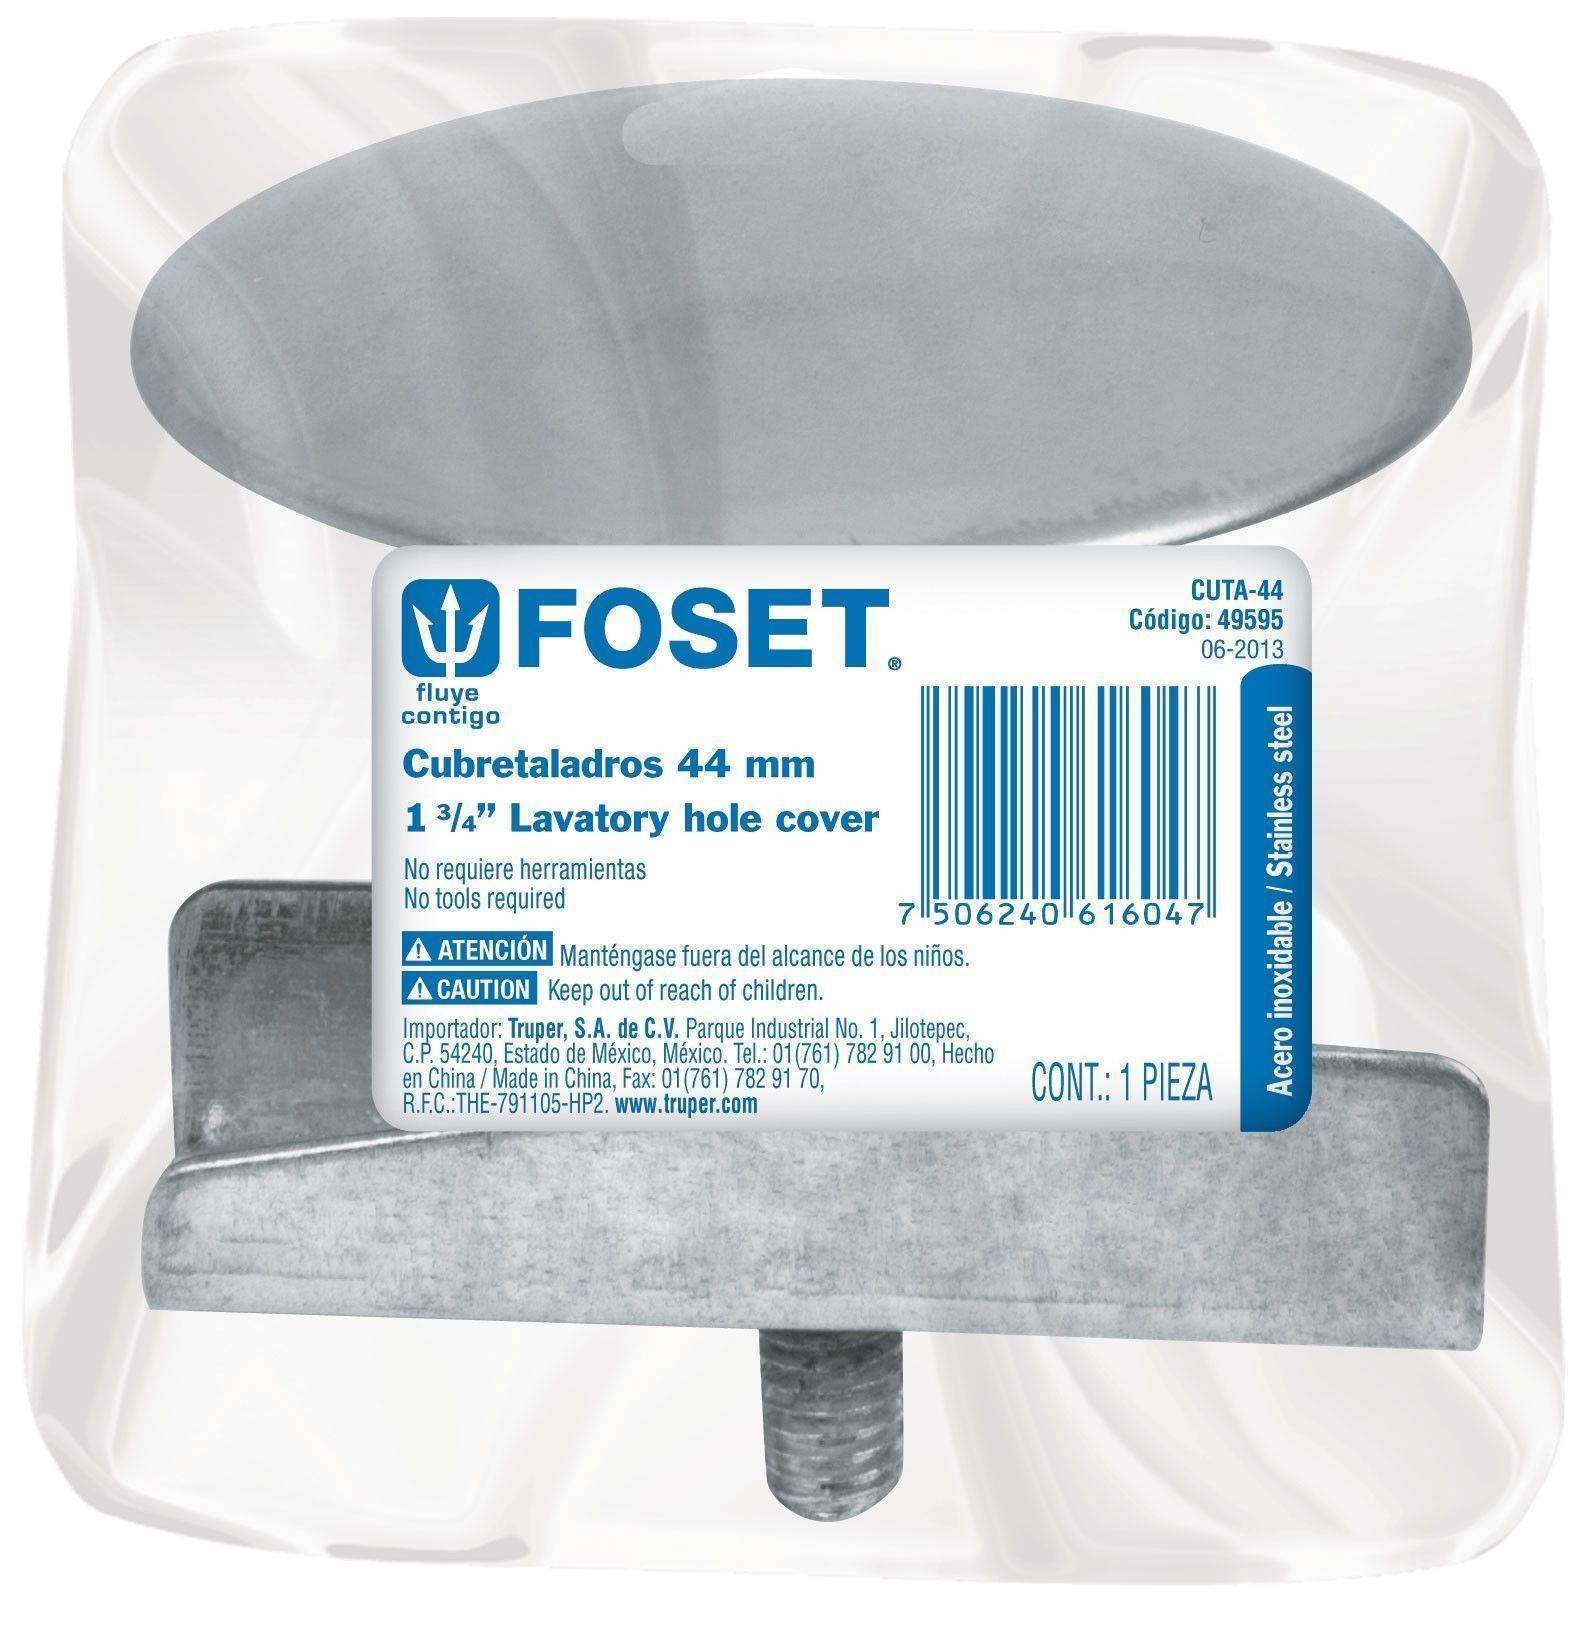 FOSET®
fluye
contigo
CUTA-44
Código: 49595
06-2013
Cubretaladros 44 mm
1 3/4” Lavatory hole cover
No requiere herramientas
No tools required
7 506240 616047
ATENCIÓN Manténgase fuera del alcance de los niños.
CAUTION Keep out of reach of children.
Importador: Truper, S.A. de C.V. Parque Industrial No. 1, Jilotepec,
C.P. 54240, Estado de México, México. Tel.: 01(761) 782 91 00, Hecho
en China / Made in China, Fax: 01(761) 782 91 70,
R.F.C.:THE-791105-HP2. www.truper.com
CONT.: 1 PIEZA
Acero inoxidable / Stainless steel